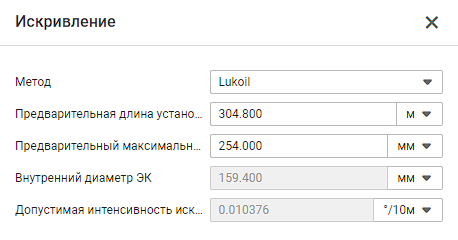 Искривление
Метод Lukoil
Предварительная длина устано... 304.800 м
Предварительный максимальн... 254.000 мм
Внутренний диаметр ЭК 159.400 мм
Допустимая интенсивность иск... 0.010376 °/10м